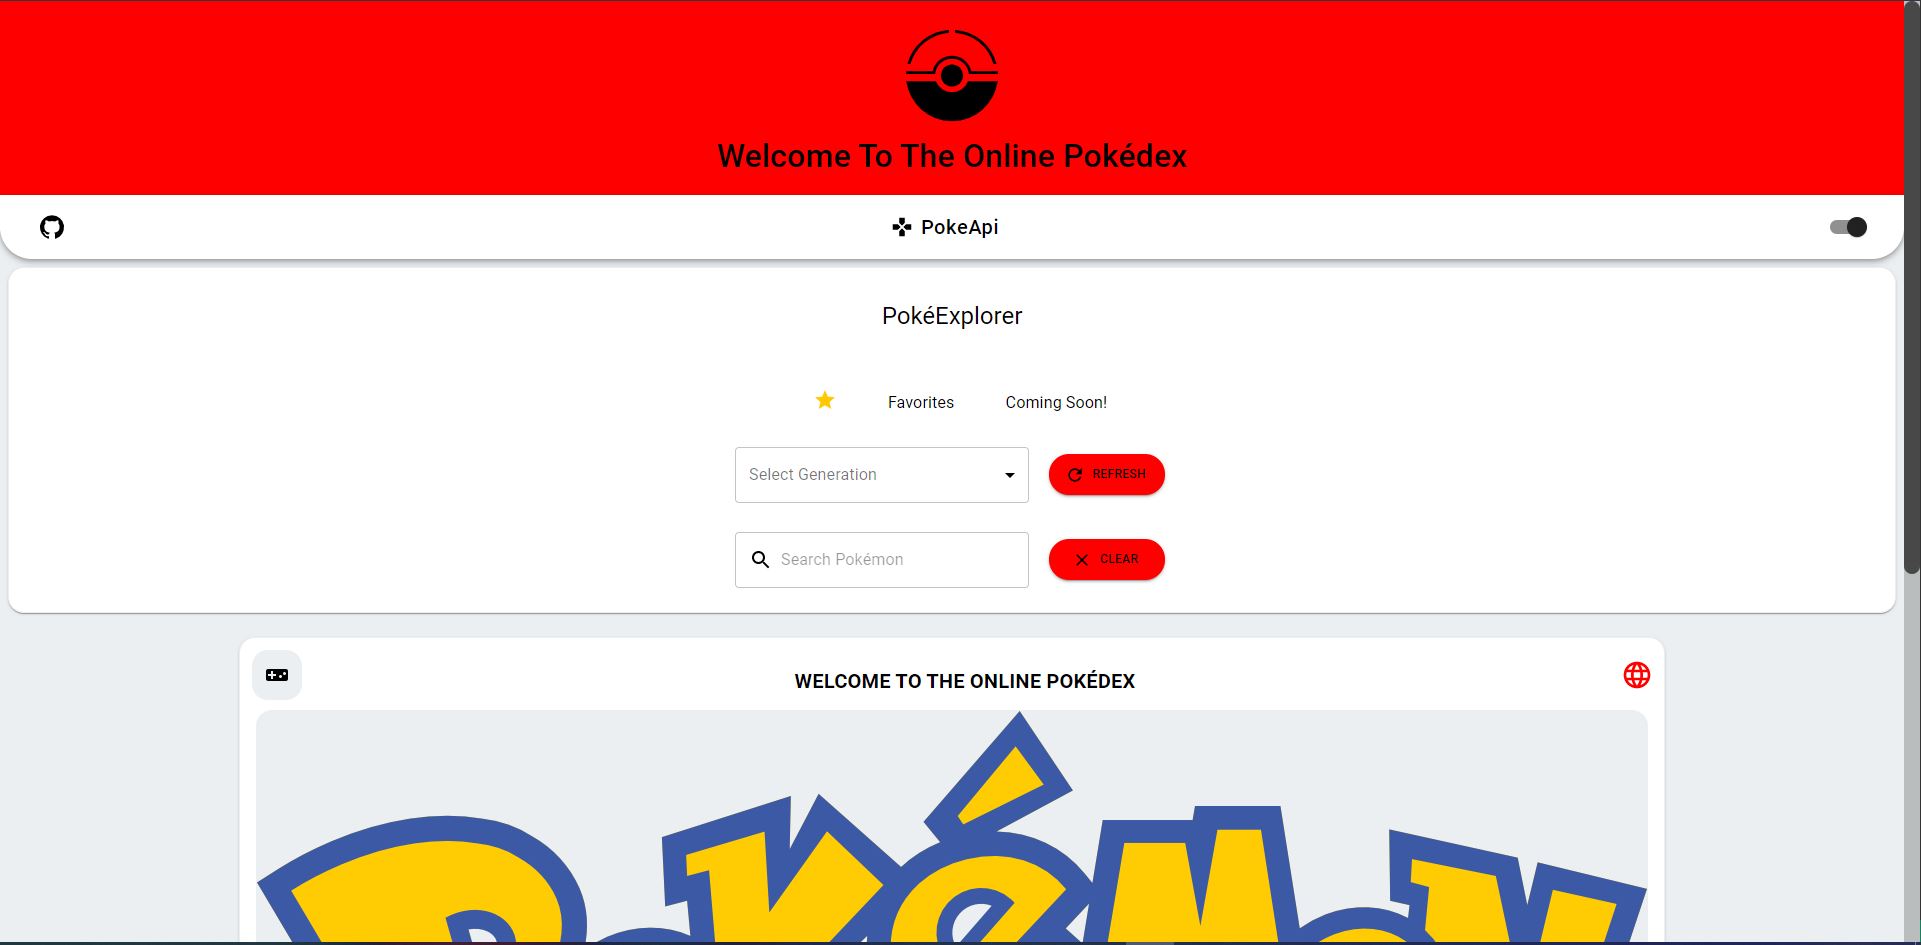 Welcome To The Online Pokédex
PokeApi
PokéExplorer
Favorites Coming Soon!
Select Generation REFRESH
Search Pokémon CLEAR
WELCOME TO THE ONLINE POKÉDEX
PokéMoN